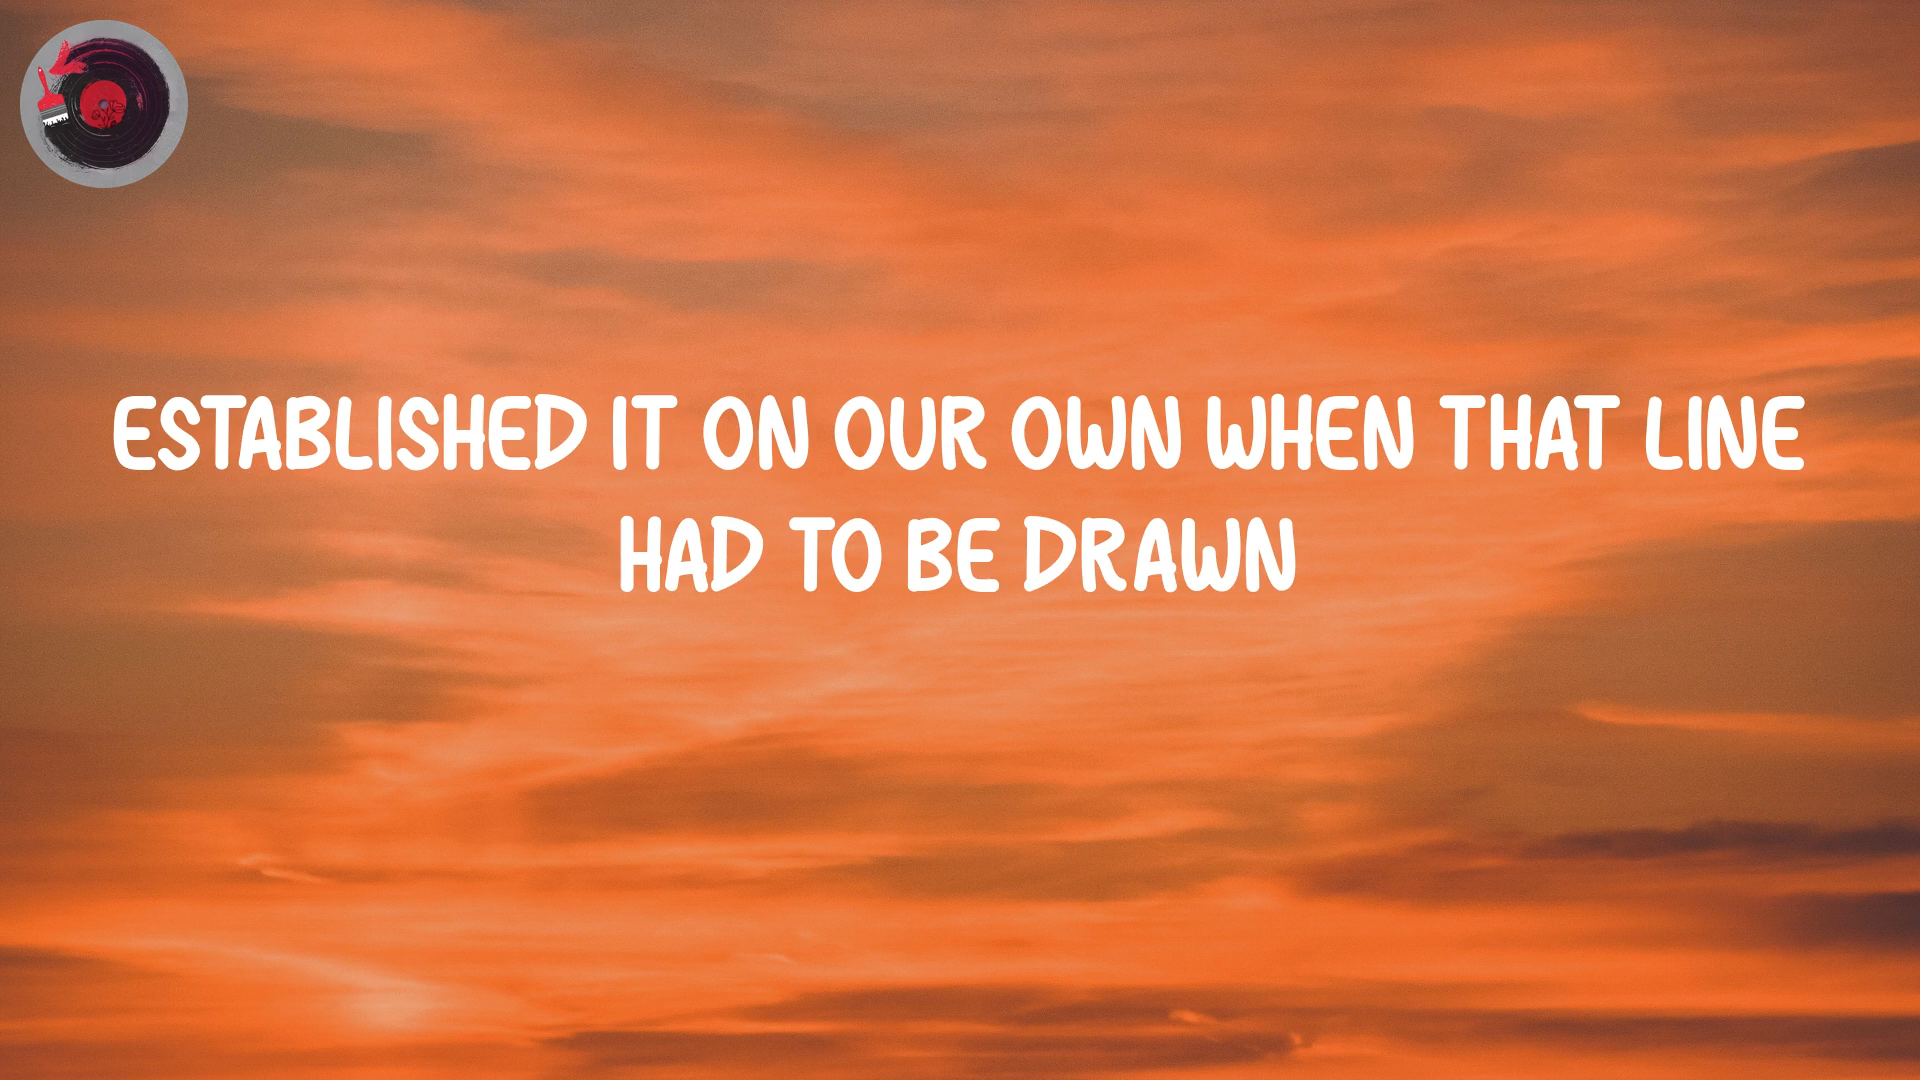 ESTABLISHED IT ON OUR OWN WHEN THAT LINE
HAD TO BE DRAWN